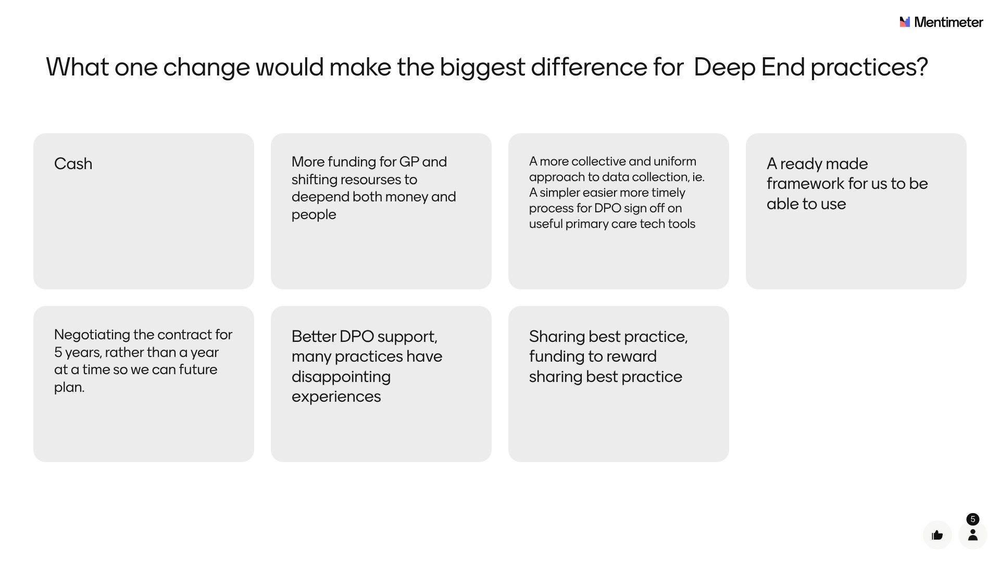 Mentimeter
What one change would make the biggest difference for Deep End practices?
Cash
More funding for GP and
shifting resourses to
deepend both money and
people
A more collective and uniform
approach to data collection, ie.
A simpler easier more timely
process for DPO sign off on
useful primary care tech tools
A ready made
framework for us to be
able to use
Negotiating the contract for
5 years, rather than a year
at a time so we can future
plan.
Better DPO support,
many practices have
disappointing
experiences
Sharing best practice,
funding to reward
sharing best practice
5